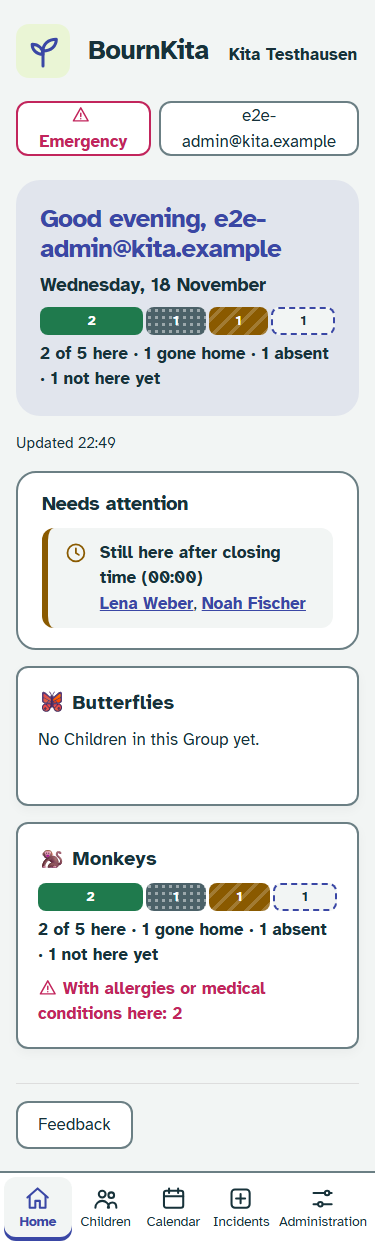 BournKita
Kita Testhausen
Emergency
e2e-
admin@kita.example
Good evening, e2e-
admin@kita.example
Wednesday, 18 November
2 1 1 1
2 of 5 here · 1 gone home · 1 absent
· 1 not here yet
Updated 22:49
Needs attention
Still here after closing
time (00:00)
Lena Weber, Noah Fischer
Butterflies
No Children in this Group yet.
Monkeys
2 1 1 1
2 of 5 here · 1 gone home · 1 absent
· 1 not here yet
With allergies or medical
conditions here: 2
Feedback
Home Children Calendar Incidents Administration